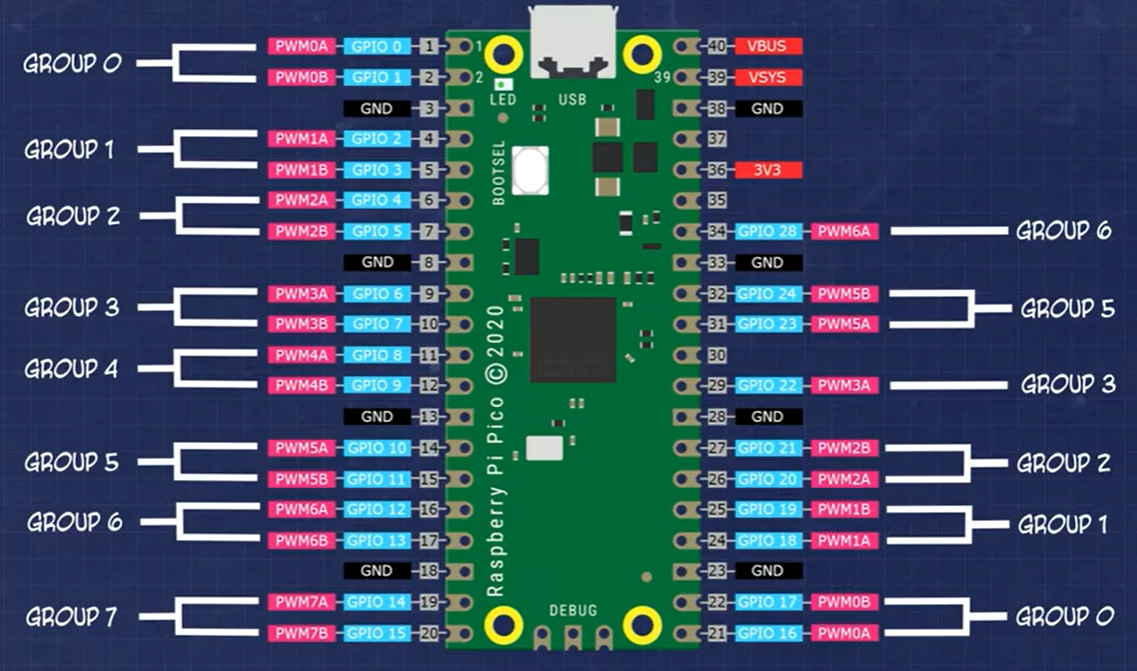 GROUP 0
PWM0A GPIO 0 1
PWM0B GPIO 1 2
GND 3
GROUP 1
PWM1A GPIO 2 4
PWM1B GPIO 3 5
GROUP 2
PWM2A GPIO 4 6
PWM2B GPIO 5 7
GND 8
GROUP 3
PWM3A GPIO 6 9
PWM3B GPIO 7 10
GROUP 4
PWM4A GPIO 8 11
PWM4B GPIO 9 12
GND 13
GROUP 5
PWM5A GPIO 10 14
PWM5B GPIO 11 15
GROUP 6
PWM6A GPIO 12 16
PWM6B GPIO 13 17
GND 18
GROUP 7
PWM7A GPIO 14 19
PWM7B GPIO 15 20
1
2
39
LED
USB
BOOTSEL
Raspberry Pi Pico ©2020
DEBUG
40 VBUS
39 VSYS
38 GND
37
36 3V3
35
34 GPIO 28 PWM6A
GROUP 6
33 GND
32 GPIO 24 PWM5B
31 GPIO 23 PWM5A
GROUP 5
30
29 GPIO 22 PWM3A
GROUP 3
28 GND
27 GPIO 21 PWM2B
26 GPIO 20 PWM2A
GROUP 2
25 GPIO 19 PWM1B
24 GPIO 18 PWM1A
GROUP 1
23 GND
22 GPIO 17 PWM0B
21 GPIO 16 PWM0A
GROUP 0